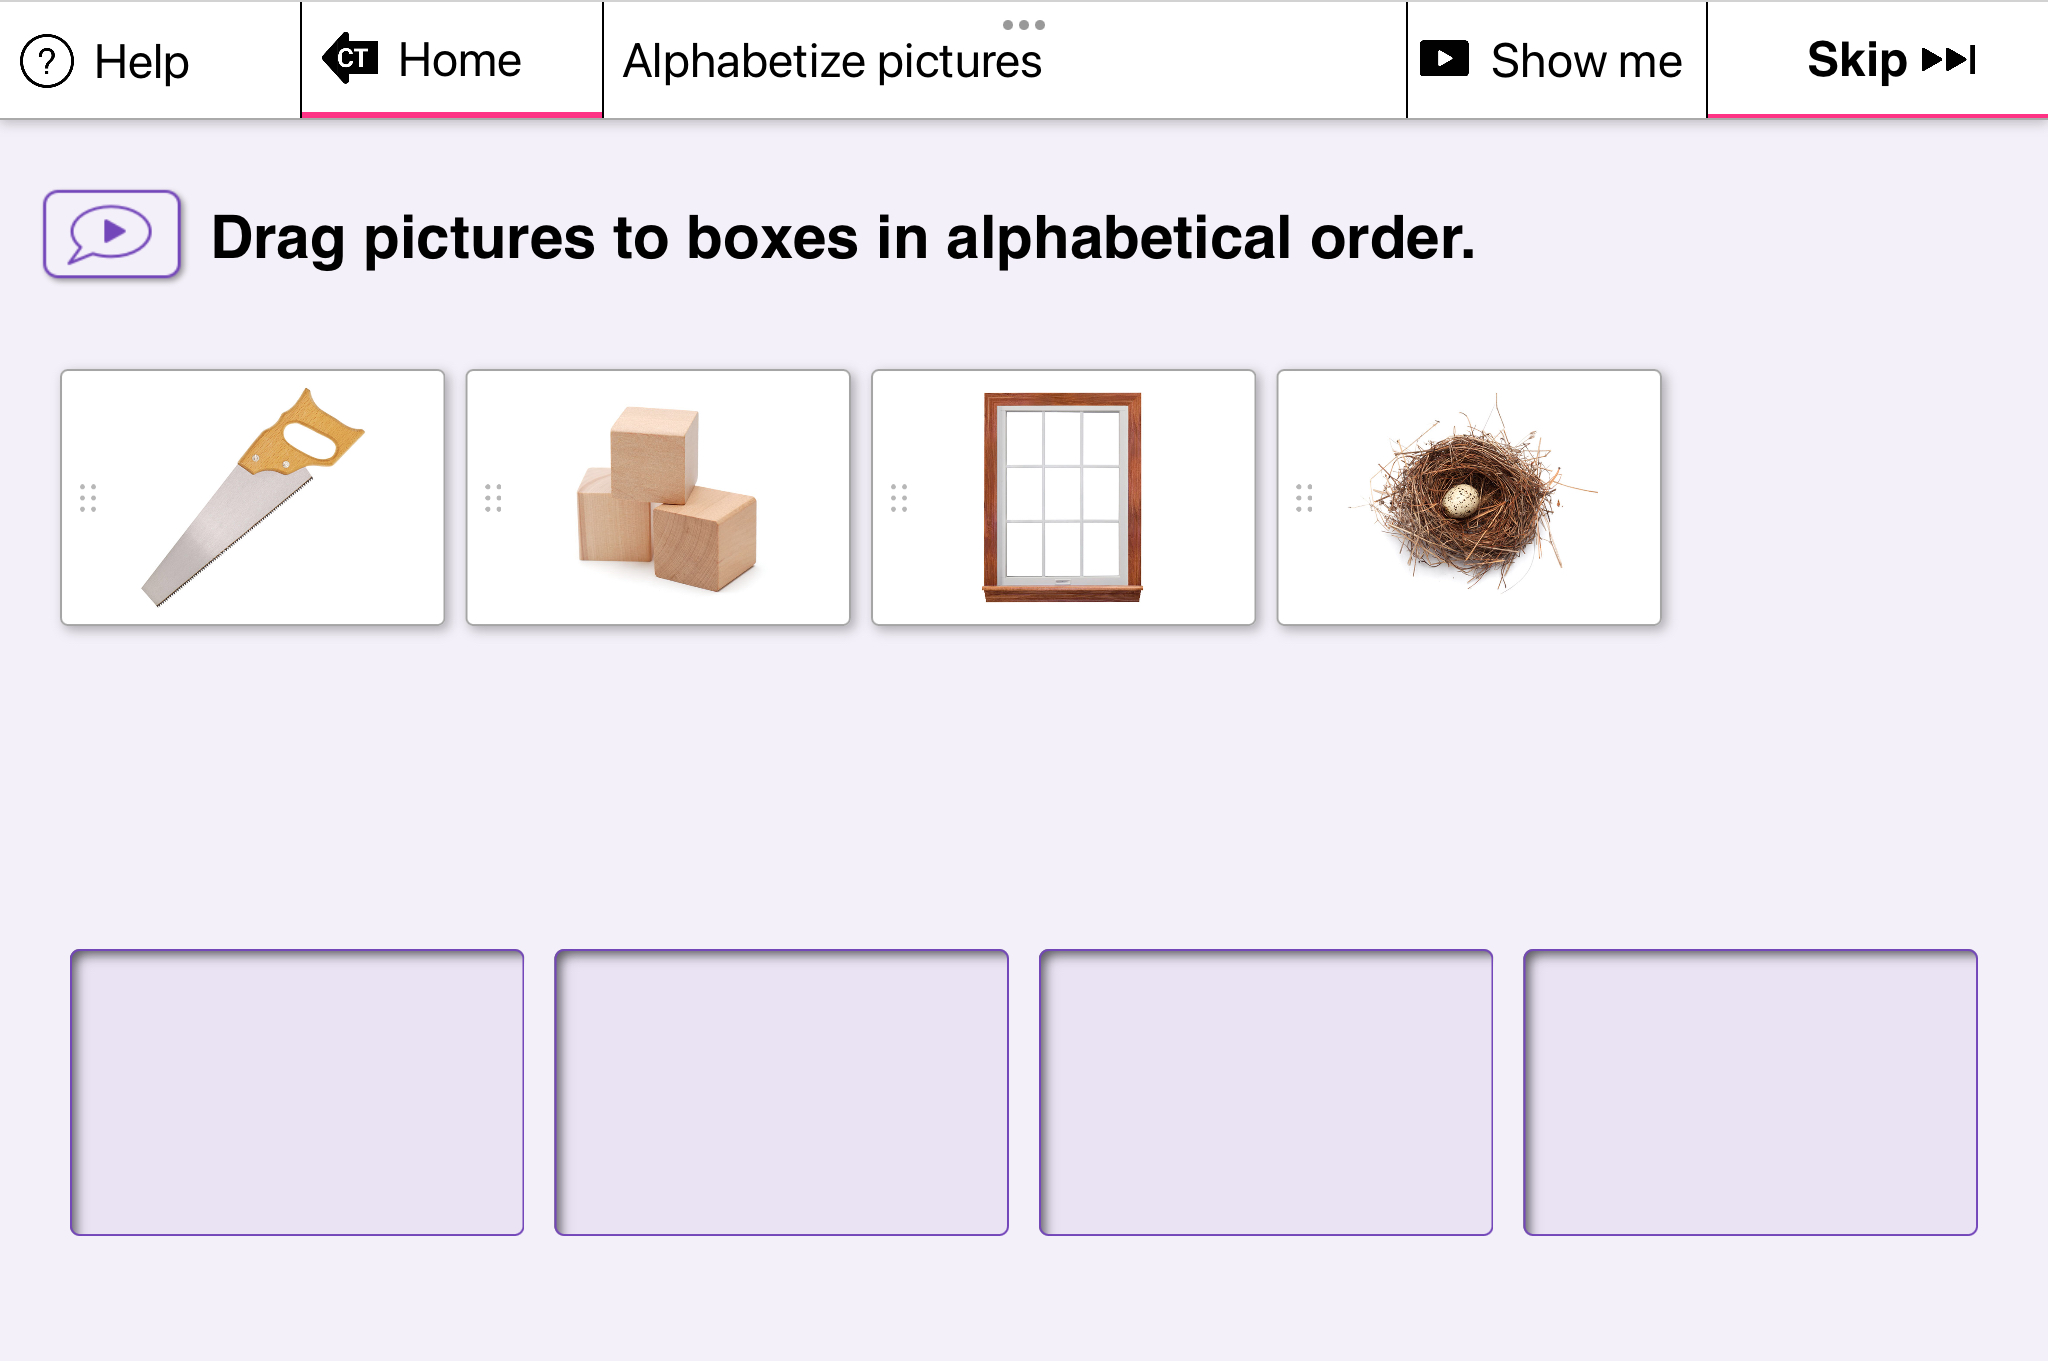 ? Help
CT Home
Alphabetize pictures
Show me
Skip
Drag pictures to boxes in alphabetical order.